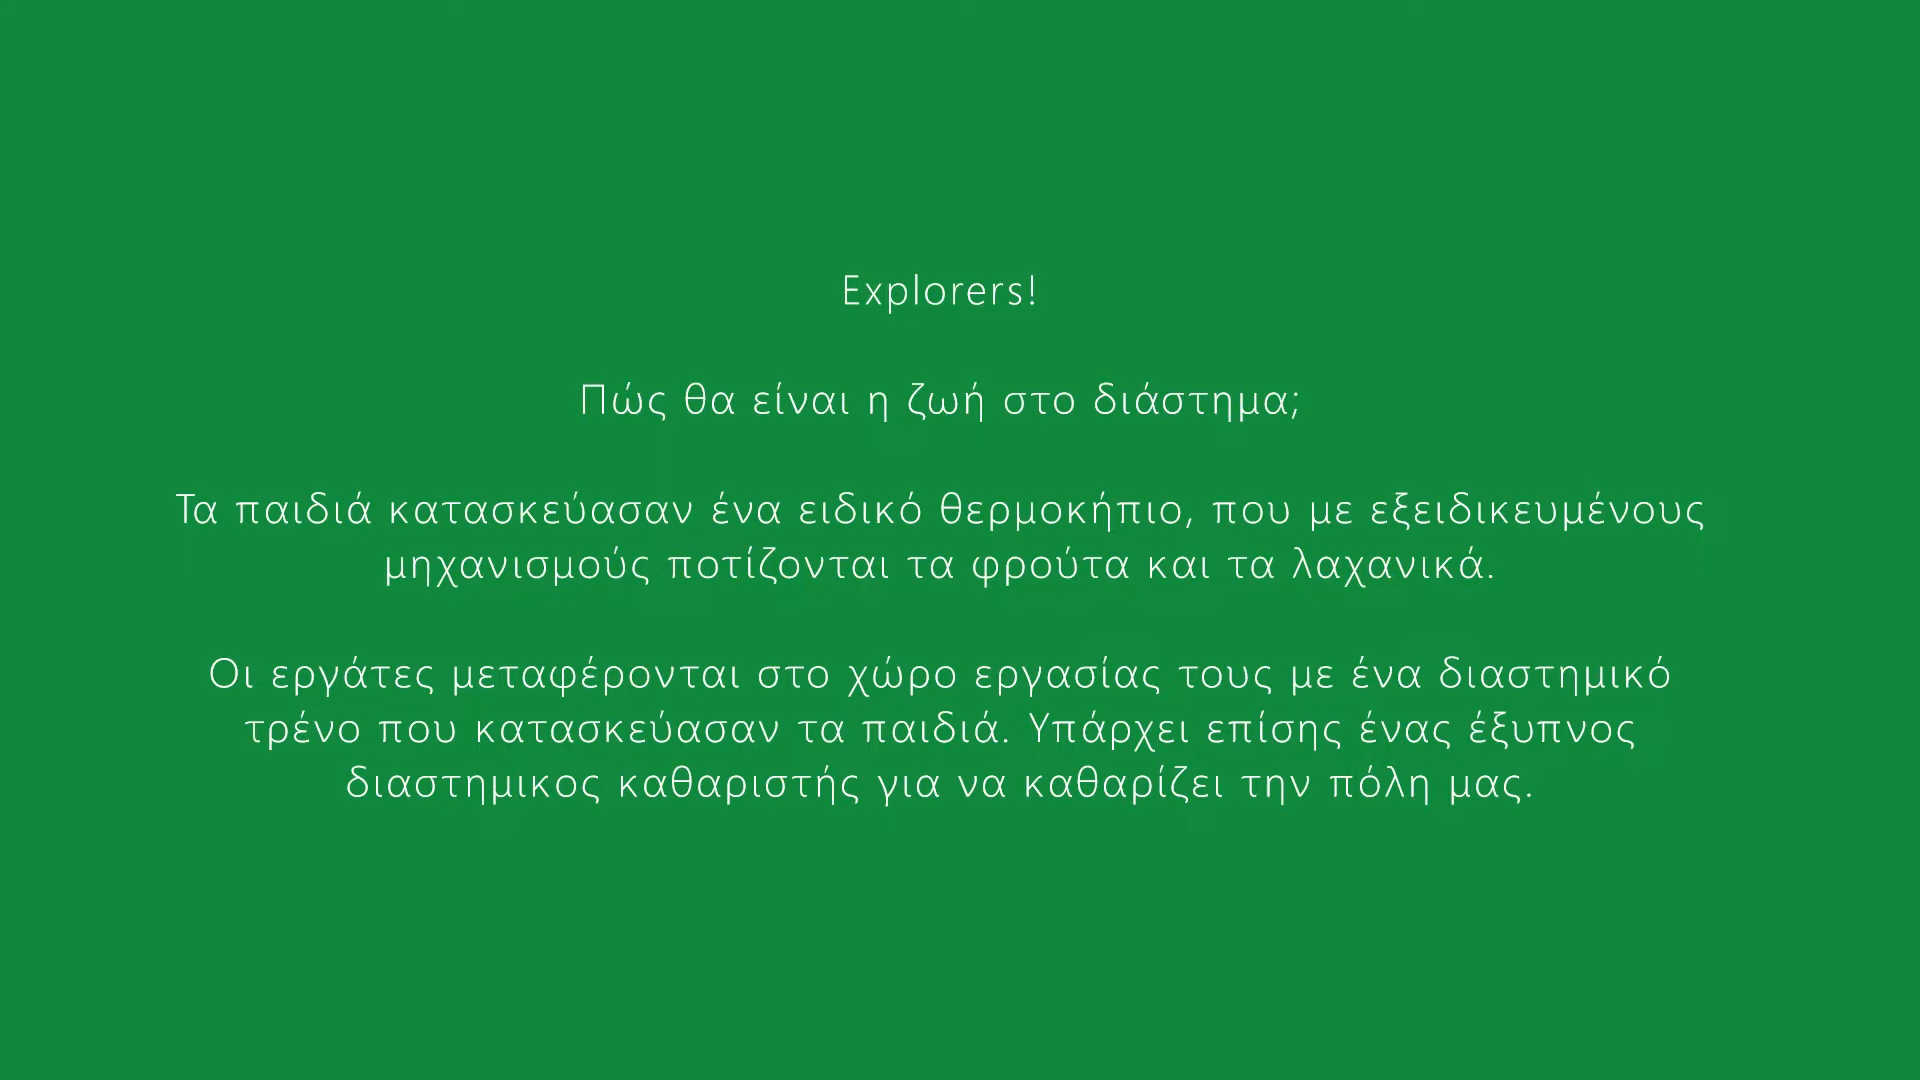 Explorers!
Πώς θα είναι η ζωή στο διάστημα;
Τα παιδιά κατασκεύασαν ένα ειδικό θερμοκήπιο, που με εξειδικευμένους
μηχανισμούς ποτίζονται τα φρούτα και τα λαχανικά.
Οι εργάτες μεταφέρονται στο χώρο εργασίας τους με ένα διαστημικό
τρένο που κατασκεύασαν τα παιδιά. Υπάρχει επίσης ένας έξυπνος
διαστημικος καθαριστής για να καθαρίζει την πόλη μας.